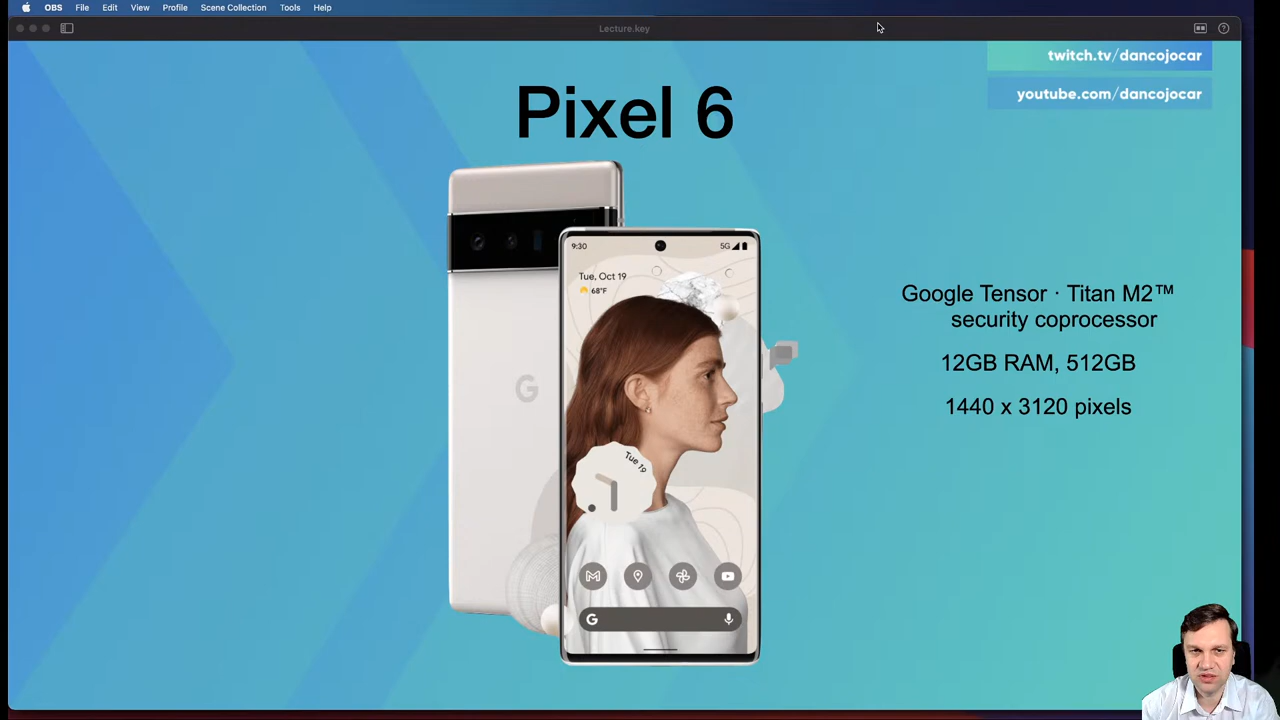 OBS File Edit View Profile Scene Collection Tools Help
Lecture.key
twitch.tv/dancojocar
youtube.com/dancojocar
Pixel 6
9:30 5G
Tue, Oct 19
68°F
Google Tensor · Titan M2™
security coprocessor
12GB RAM, 512GB
1440 x 3120 pixels
G
Tue 19
G